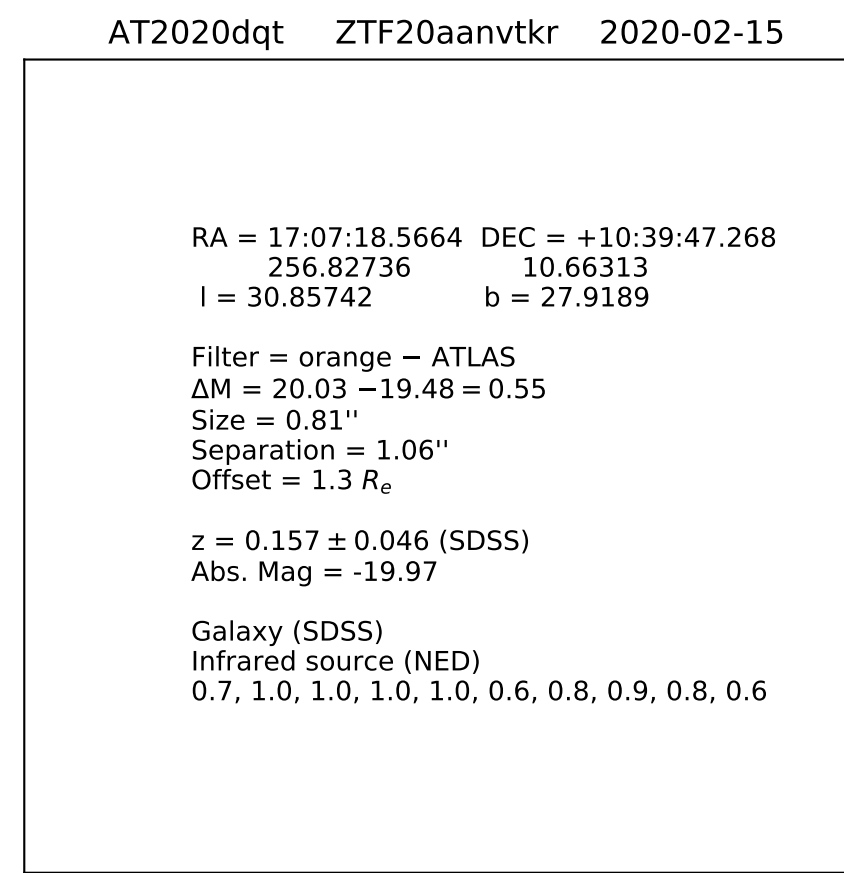 AT2020dqt ZTF20aanvtkr 2020-02-15
RA = 17:07:18.5664 DEC = +10:39:47.268
256.82736 10.66313
l = 30.85742 b = 27.9189
Filter = orange − ATLAS
ΔM = 20.03 −19.48 = 0.55
Size = 0.81''
Separation = 1.06''
Offset = 1.3 Rₑ
z = 0.157 ± 0.046 (SDSS)
Abs. Mag = -19.97
Galaxy (SDSS)
Infrared source (NED)
0.7, 1.0, 1.0, 1.0, 1.0, 0.6, 0.8, 0.9, 0.8, 0.6